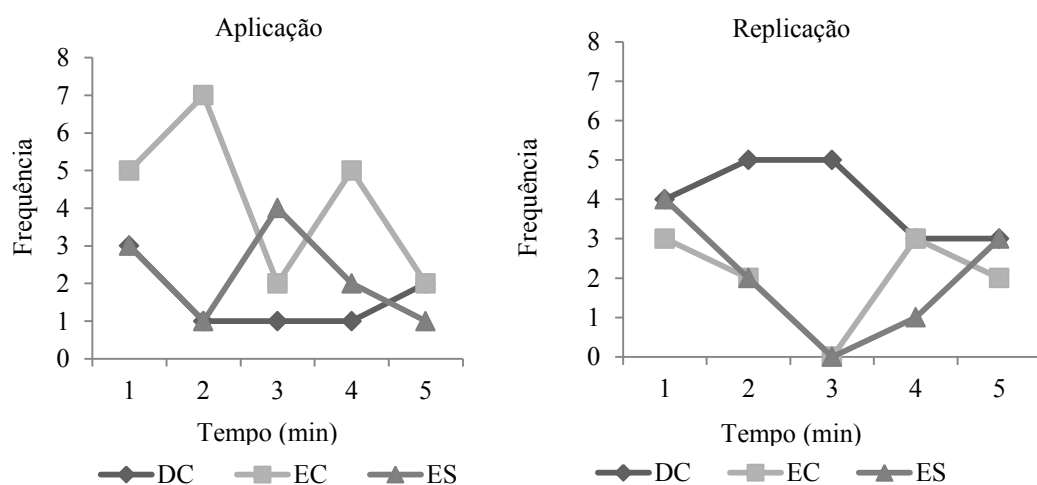 Aplicação
8
7
6
5
4
3
2
1
0
Frequência
1 2 3 4 5
Tempo (min)
DC EC ES
Replicação
8
7
6
5
4
3
2
1
0
Frequência
1 2 3 4 5
Tempo (min)
DC EC ES